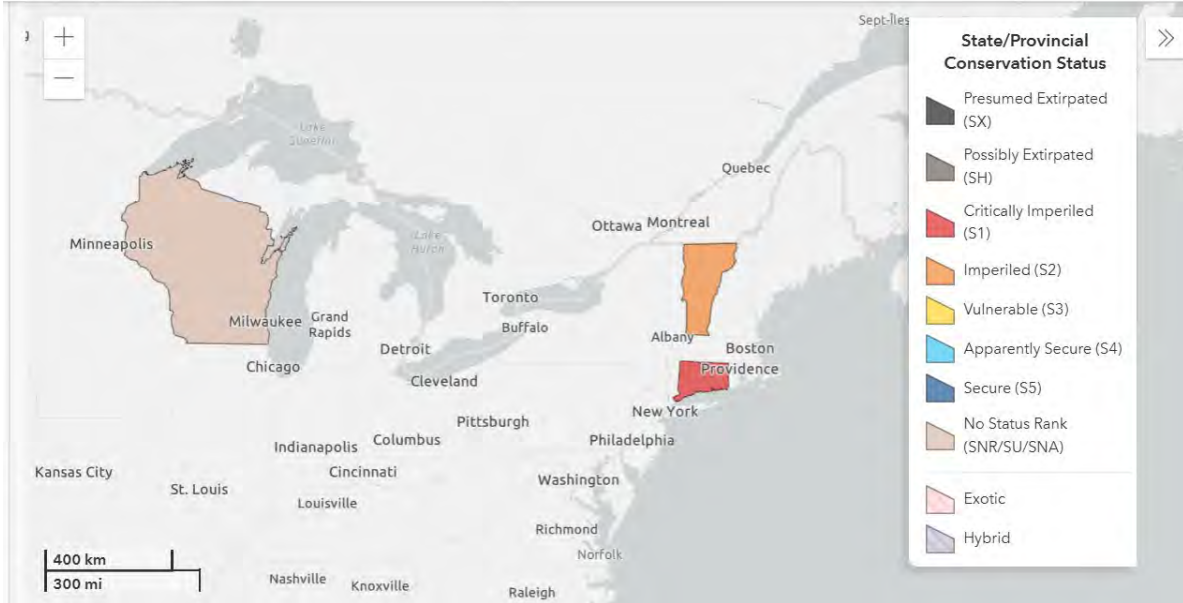 +
−
Sept-Îles
Lake
Superior
Quebec
Ottawa
Montreal
Minneapolis
Lake
Huron
Toronto
Milwaukee
Grand
Rapids
Buffalo
Albany
Detroit
Boston
Chicago
Providence
Cleveland
New York
Pittsburgh
Indianapolis
Columbus
Philadelphia
Kansas City
Cincinnati
St. Louis
Washington
Louisville
Richmond
Norfolk
400 km
300 mi
Nashville
Knoxville
Raleigh
State/Provincial
Conservation Status
Presumed Extirpated
(SX)
Possibly Extirpated
(SH)
Critically Imperiled
(S1)
Imperiled (S2)
Vulnerable (S3)
Apparently Secure (S4)
Secure (S5)
No Status Rank
(SNR/SU/SNA)
Exotic
Hybrid